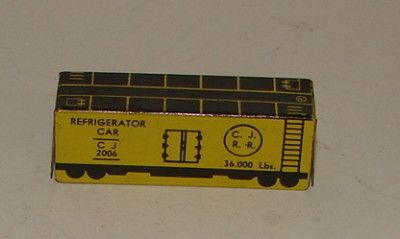 REFRIGERATOR
CAR
C J
2006
C. J.
R. R.
36,000 Lbs.